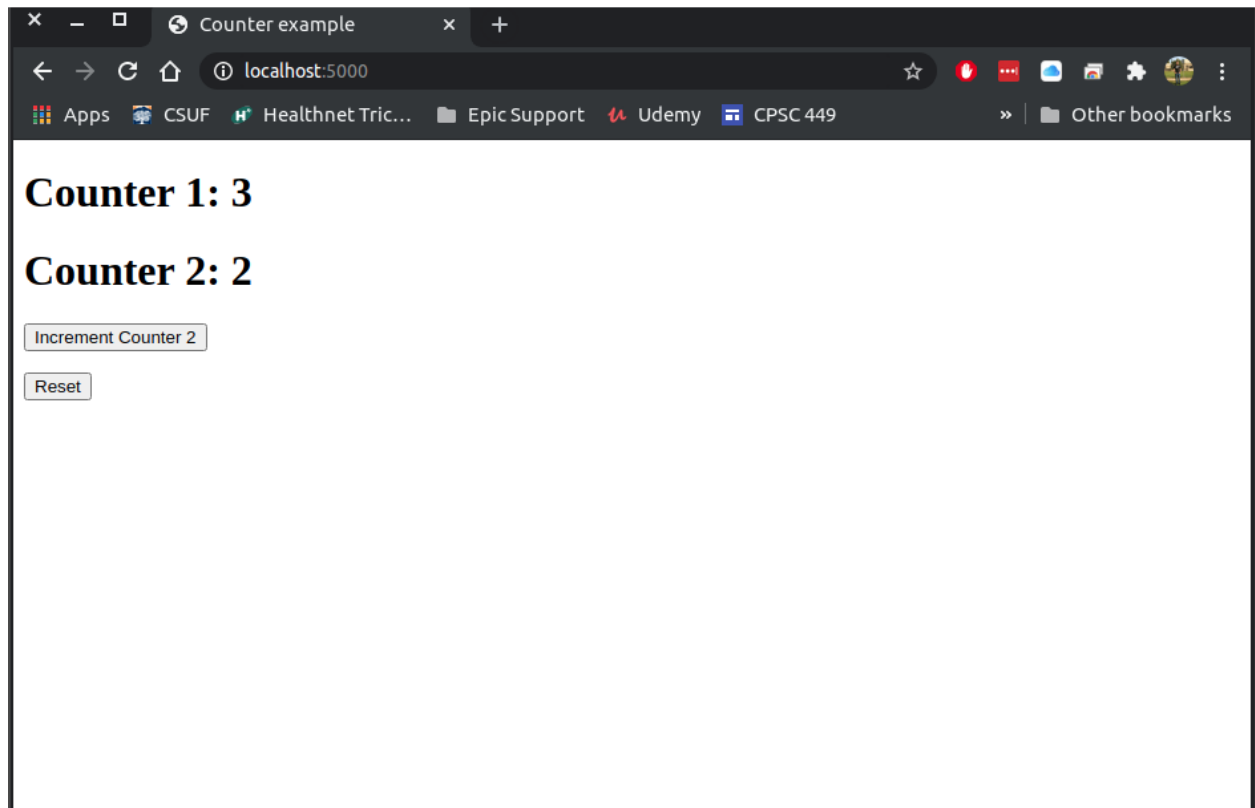 Counter example
localhost:5000
Apps CSUF Healthnet Tric... Epic Support Udemy CPSC 449 » Other bookmarks
Counter 1: 3
Counter 2: 2
Increment Counter 2
Reset